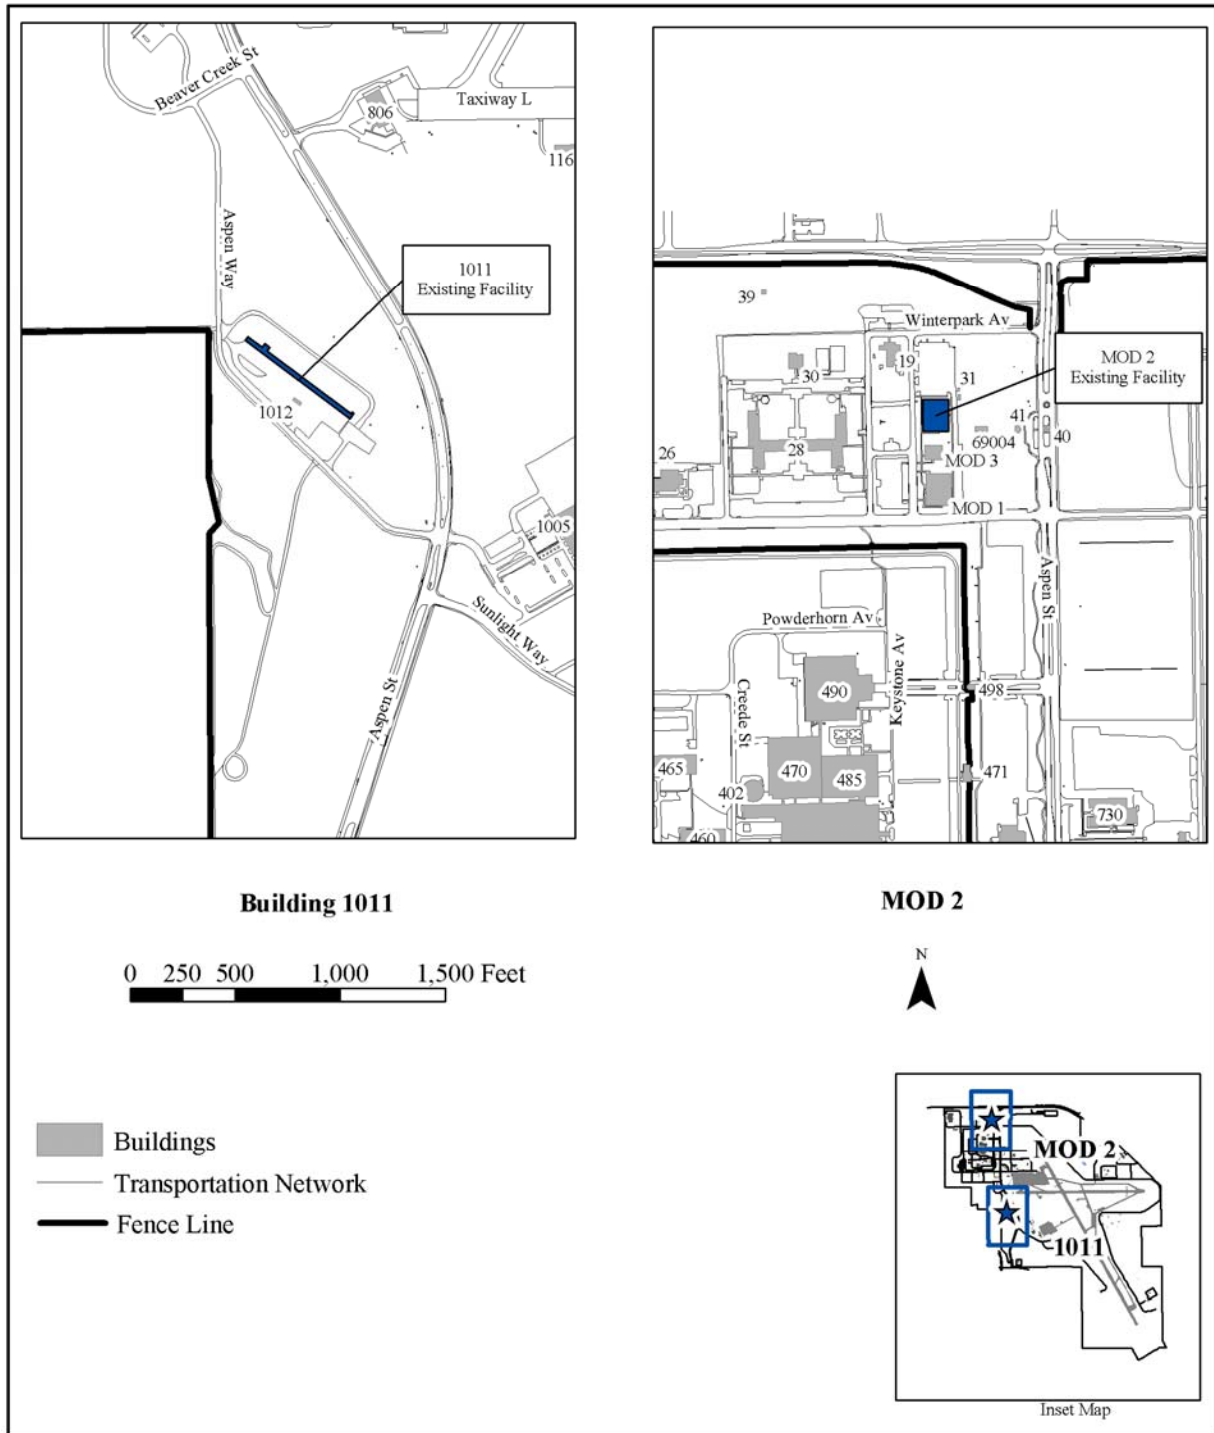 Beaver Creek St
Taxiway L
806
116
Aspen Way
1011
Existing Facility
1012
1005
Sunlight Way
Aspen St
39
Winterpark Av
MOD 2
Existing Facility
19
30
31
41
40
69004
28
26
MOD 3
MOD 1
Aspen St
Powderhorn Av
Keystone Av
Creede St
490
498
465
470
485
471
402
730
460
Building 1011
MOD 2
0 250 500 1,000 1,500 Feet
N
Buildings
Transportation Network
Fence Line
MOD 2
1011
Inset Map